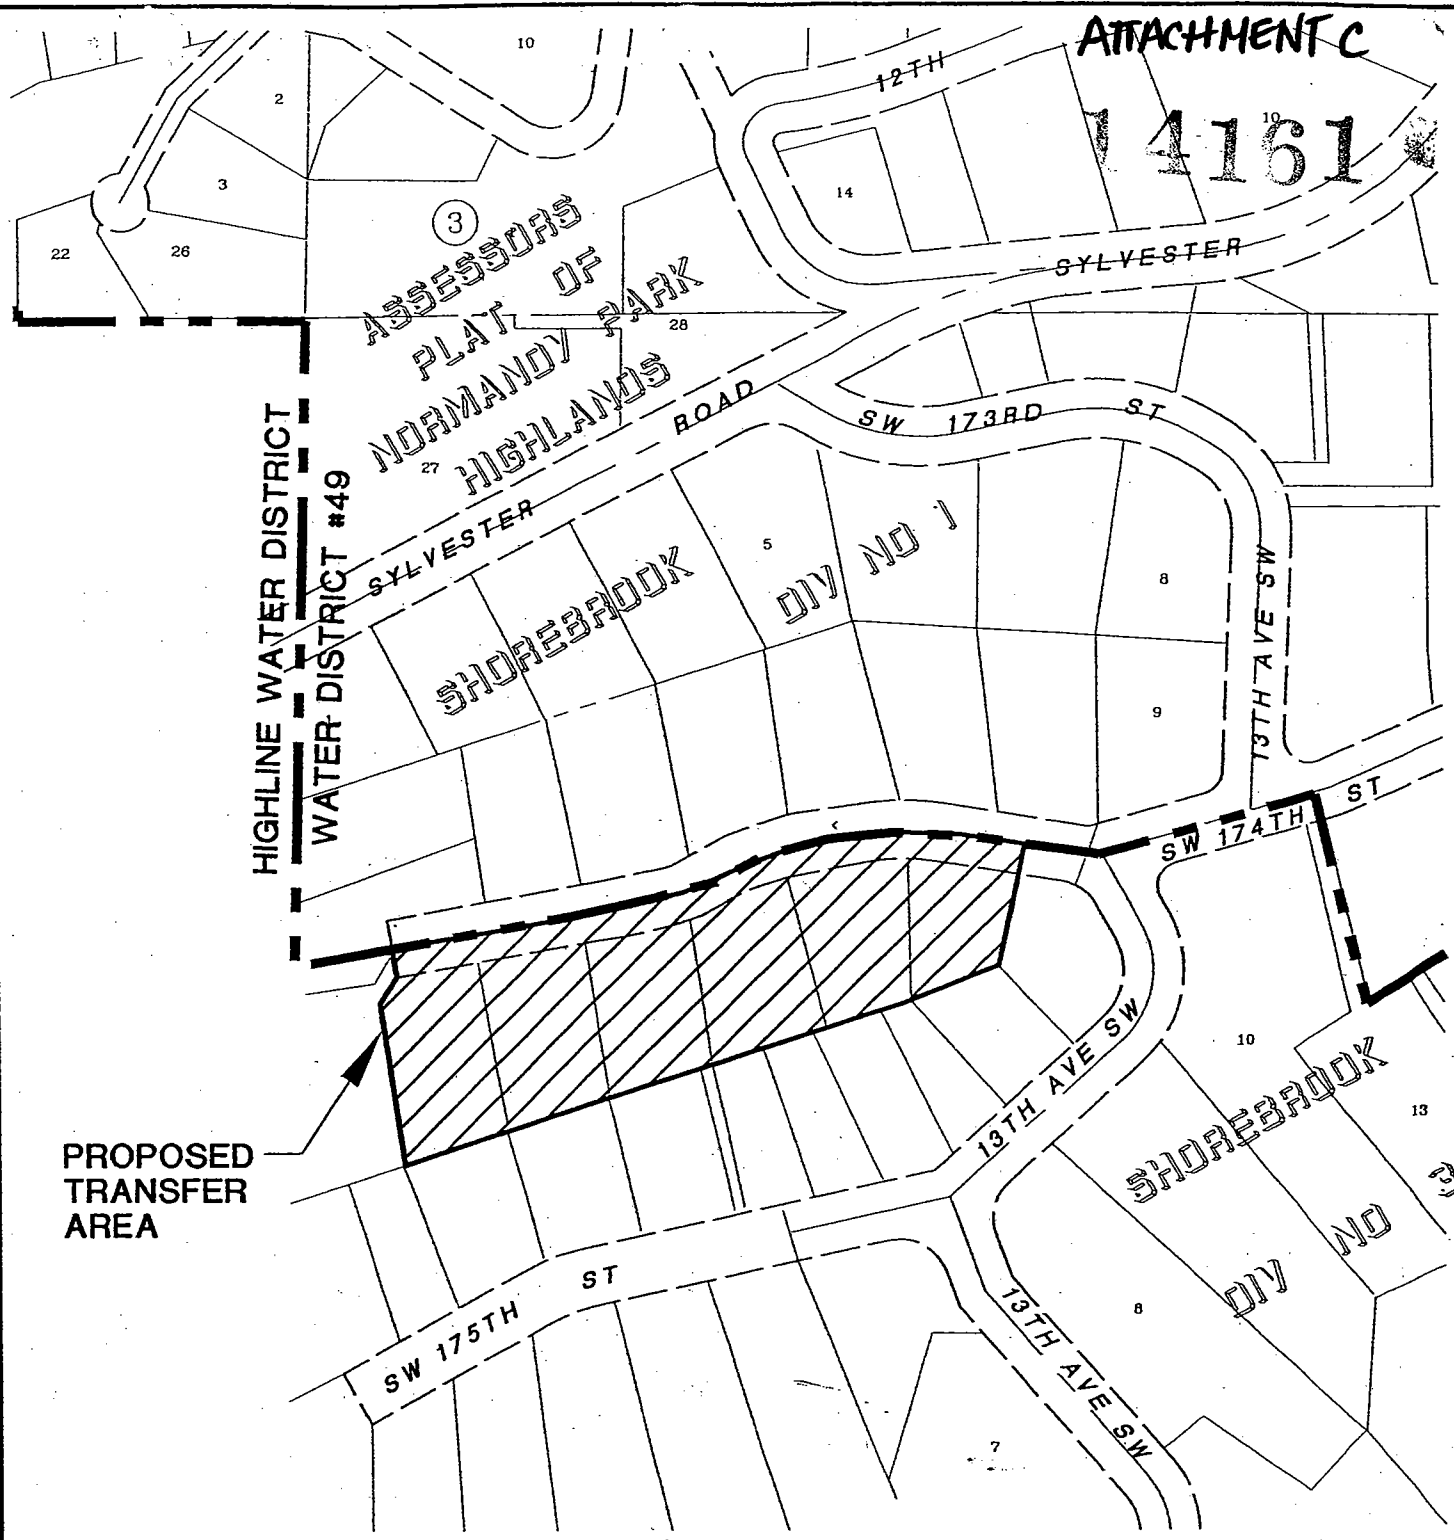 ATTACHMENT C
10
12TH
2
10
14161
3
14
3
22
26
ASSESSORS
PLAT OF
NORMANDY PARK
HIGHLANDS
SYLVESTER
28
ROAD
SW 173RD ST
27
SYLVESTER
HIGHLINE WATER DISTRICT
WATER DISTRICT #49
5
SHOREBROOK
DIV NO 1
8
13TH AVE SW
9
ST
SW 174TH
13TH AVE SW
10
SHOREBROOK
13
DIV NO 3
PROPOSED
TRANSFER
AREA
ST
SW 175TH
8
13TH AVE SW
7